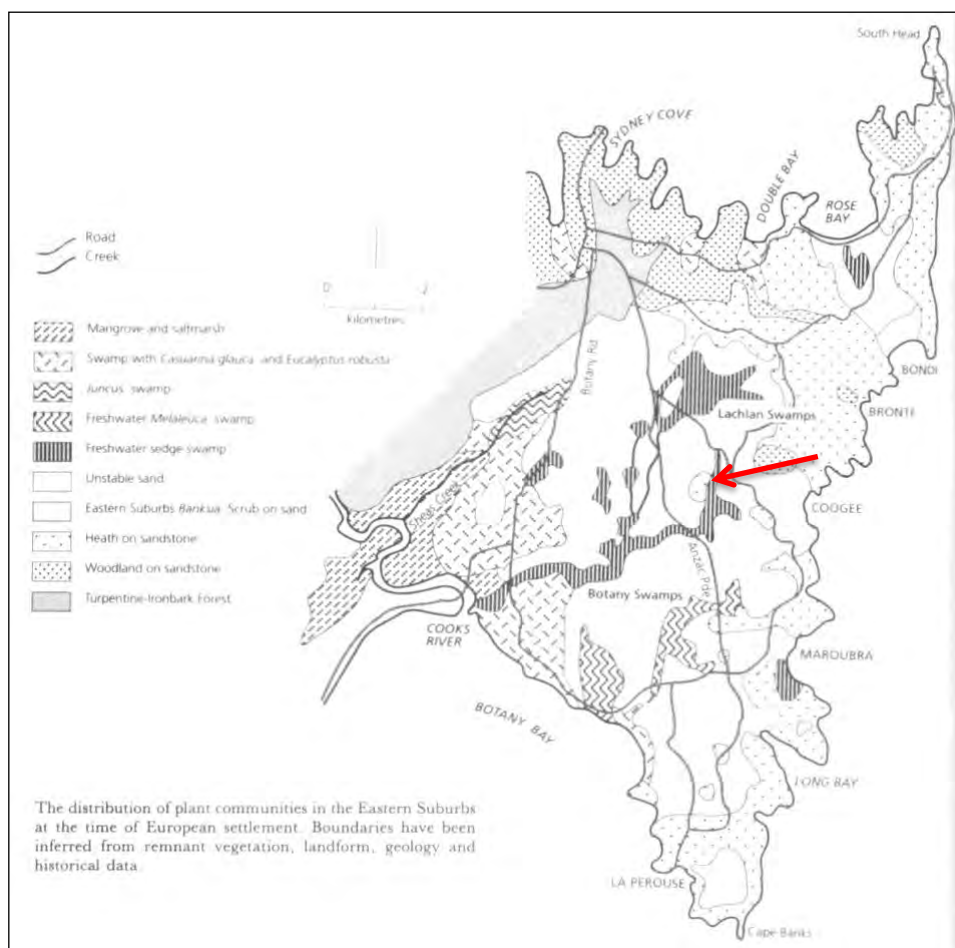 South Head
SYDNEY COVE
DOUBLE BAY
ROSE
BAY
Road
Creek
Kilometres
Mangrove and saltmarsh
Swamp with Casuarina glauca and Eucalyptus robusta
Juncus swamp
Freshwater Melaleuca swamp
Freshwater sedge swamp
Unstable sand
Eastern Suburbs Banksia Scrub on sand
Heath on sandstone
Woodland on sandstone
Turpentine-Ironbark Forest
Botany Rd
BONDI
Lachlan Swamps
BRONTE
COOGEE
Sheas Creek
Anzac Pde
Botany Swamps
COOKS
RIVER
MAROUBRA
BOTANY BAY
LONG BAY
The distribution of plant communities in the Eastern Suburbs
at the time of European settlement. Boundaries have been
inferred from remnant vegetation, landform, geology and
historical data
LA PEROUSE
Cape Banks